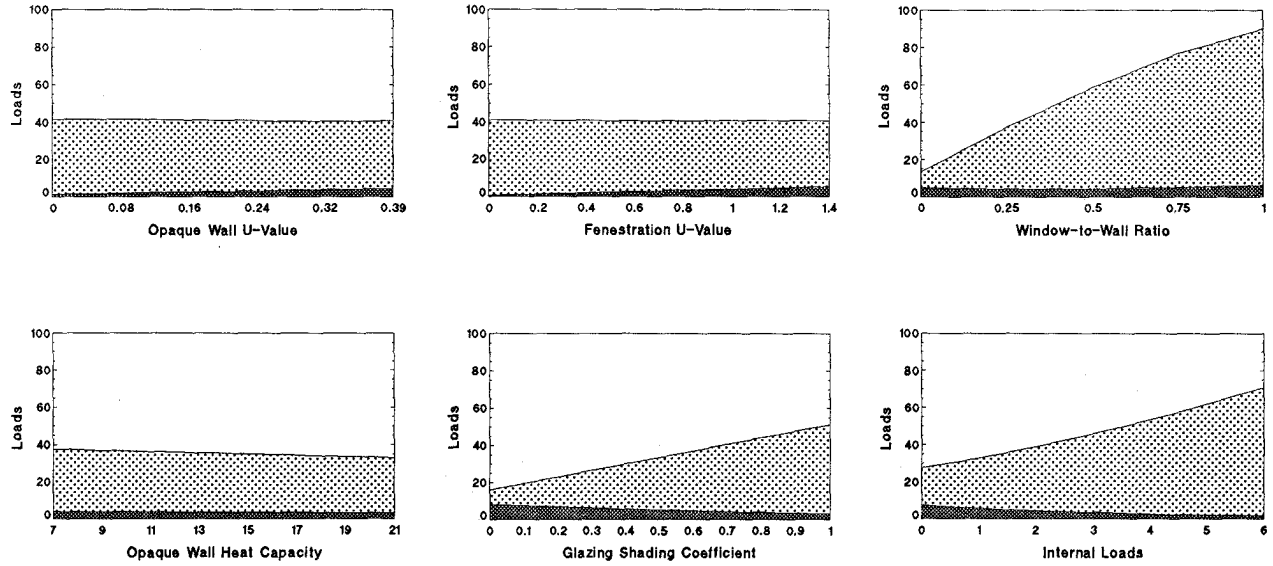 100
80
60
40
20
0
Loads
0 0.08 0.16 0.24 0.32 0.39
Opaque Wall U-Value
100
80
60
40
20
0
Loads
0 0.2 0.4 0.6 0.8 1 1.2 1.4
Fenestration U-Value
100
80
60
40
20
0
Loads
0 0.25 0.5 0.75 1
Window-to-Wall Ratio
100
80
60
40
20
0
Loads
7 9 11 13 15 17 19 21
Opaque Wall Heat Capacity
100
80
60
40
20
0
Loads
0 0.1 0.2 0.3 0.4 0.5 0.6 0.7 0.8 0.9 1
Glazing Shading Coefficient
100
80
60
40
20
0
Loads
0 1 2 3 4 5 6
Internal Loads